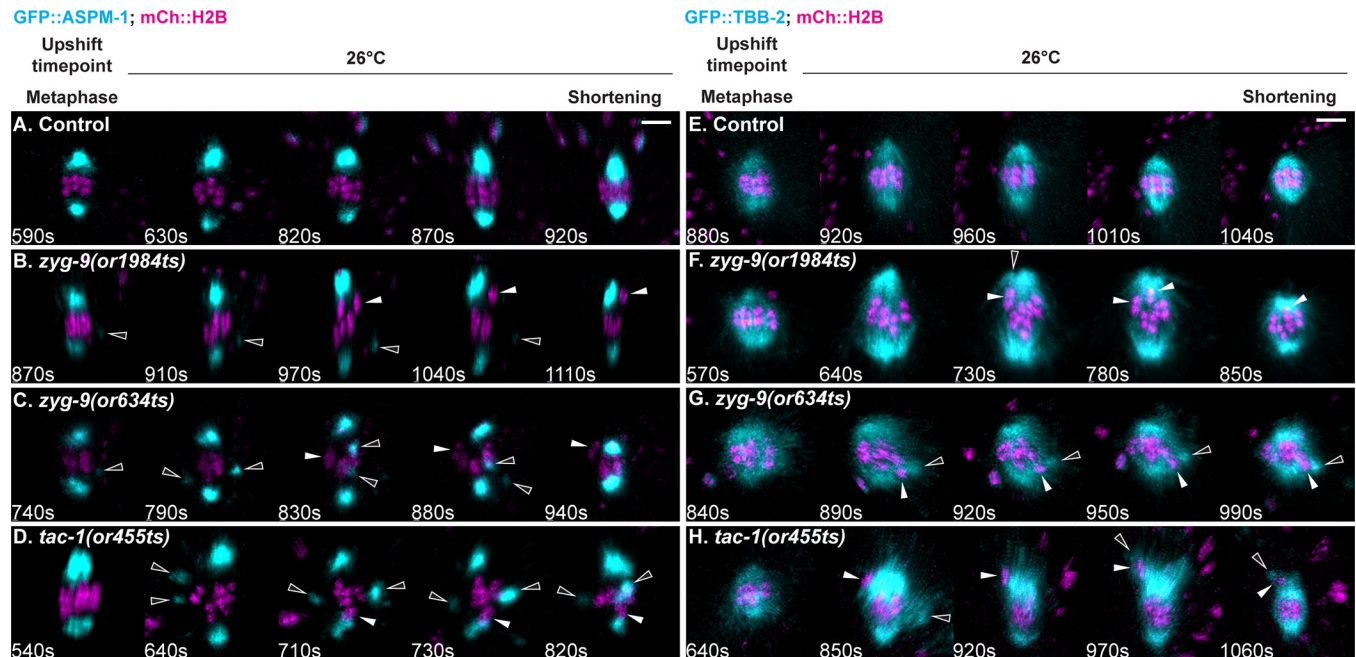 GFP::ASPM-1; mCh::H2B
Upshift
timepoint
26°C
Metaphase
Shortening
A. Control
590s 630s 820s 870s 920s
B. zyg-9(or1984ts)
870s 910s 970s 1040s 1110s
C. zyg-9(or634ts)
740s 790s 830s 880s 940s
D. tac-1(or455ts)
540s 640s 710s 730s 820s
GFP::TBB-2; mCh::H2B
Upshift
timepoint
26°C
Metaphase
Shortening
E. Control
880s 920s 960s 1010s 1040s
F. zyg-9(or1984ts)
570s 640s 730s 780s 850s
G. zyg-9(or634ts)
840s 890s 920s 950s 990s
H. tac-1(or455ts)
640s 850s 920s 970s 1060s